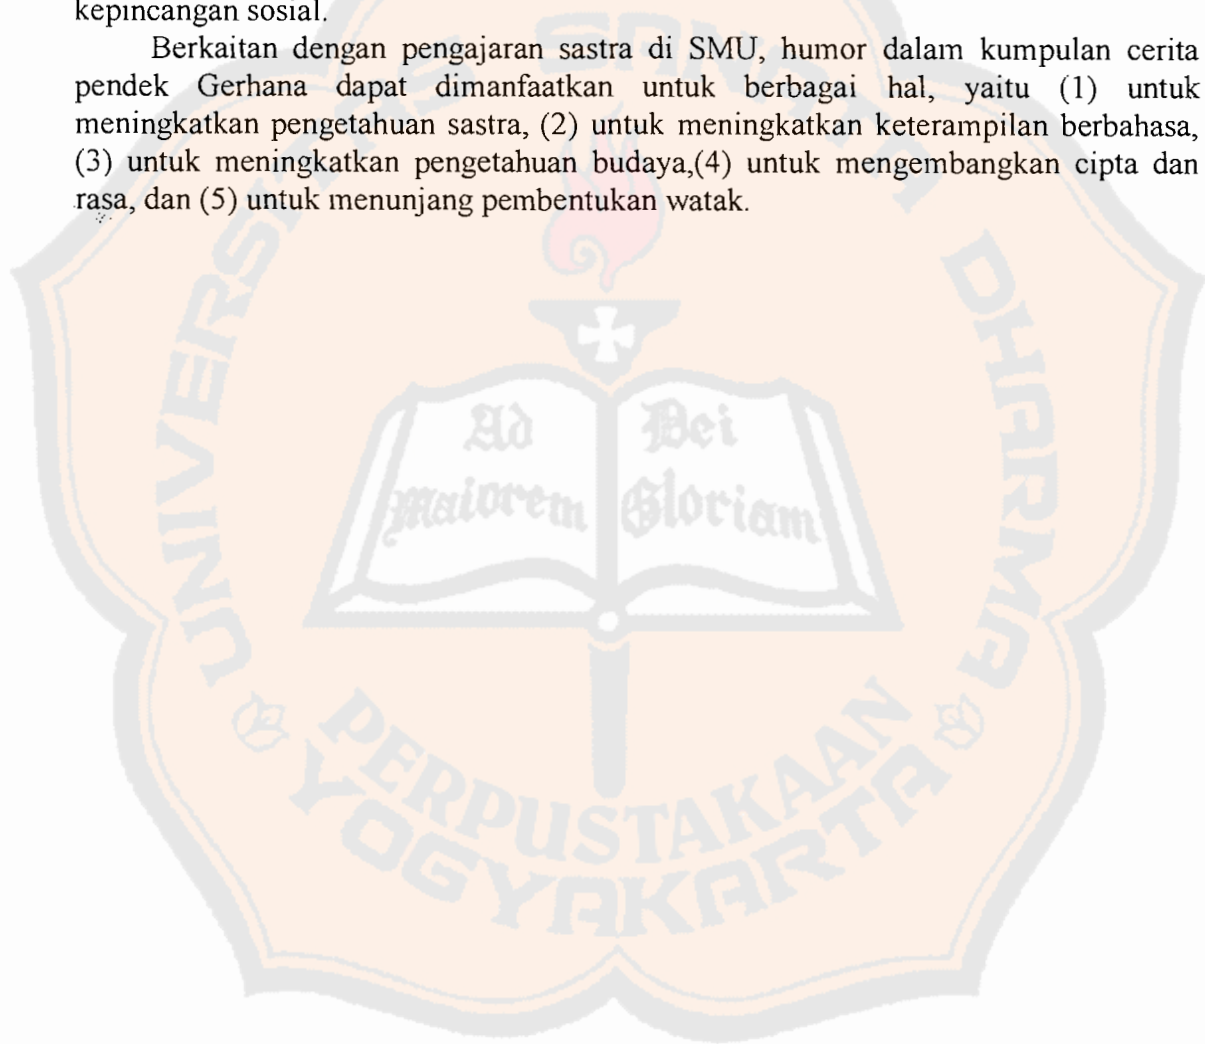 kepincangan sosial.
Berkaitan dengan pengajaran sastra di SMU, humor dalam kumpulan cerita
pendek Gerhana dapat dimanfaatkan untuk berbagai hal, yaitu (1) untuk
meningkatkan pengetahuan sastra, (2) untuk meningkatkan keterampilan berbahasa,
(3) untuk meningkatkan pengetahuan budaya,(4) untuk mengembangkan cipta dan
rasa, dan (5) untuk menunjang pembentukan watak.
UNIVERSITAS SANATA DHARMA
Ad Dei
maiorem Gloriam
PERPUSTAKAAN
YOGYAKARTA